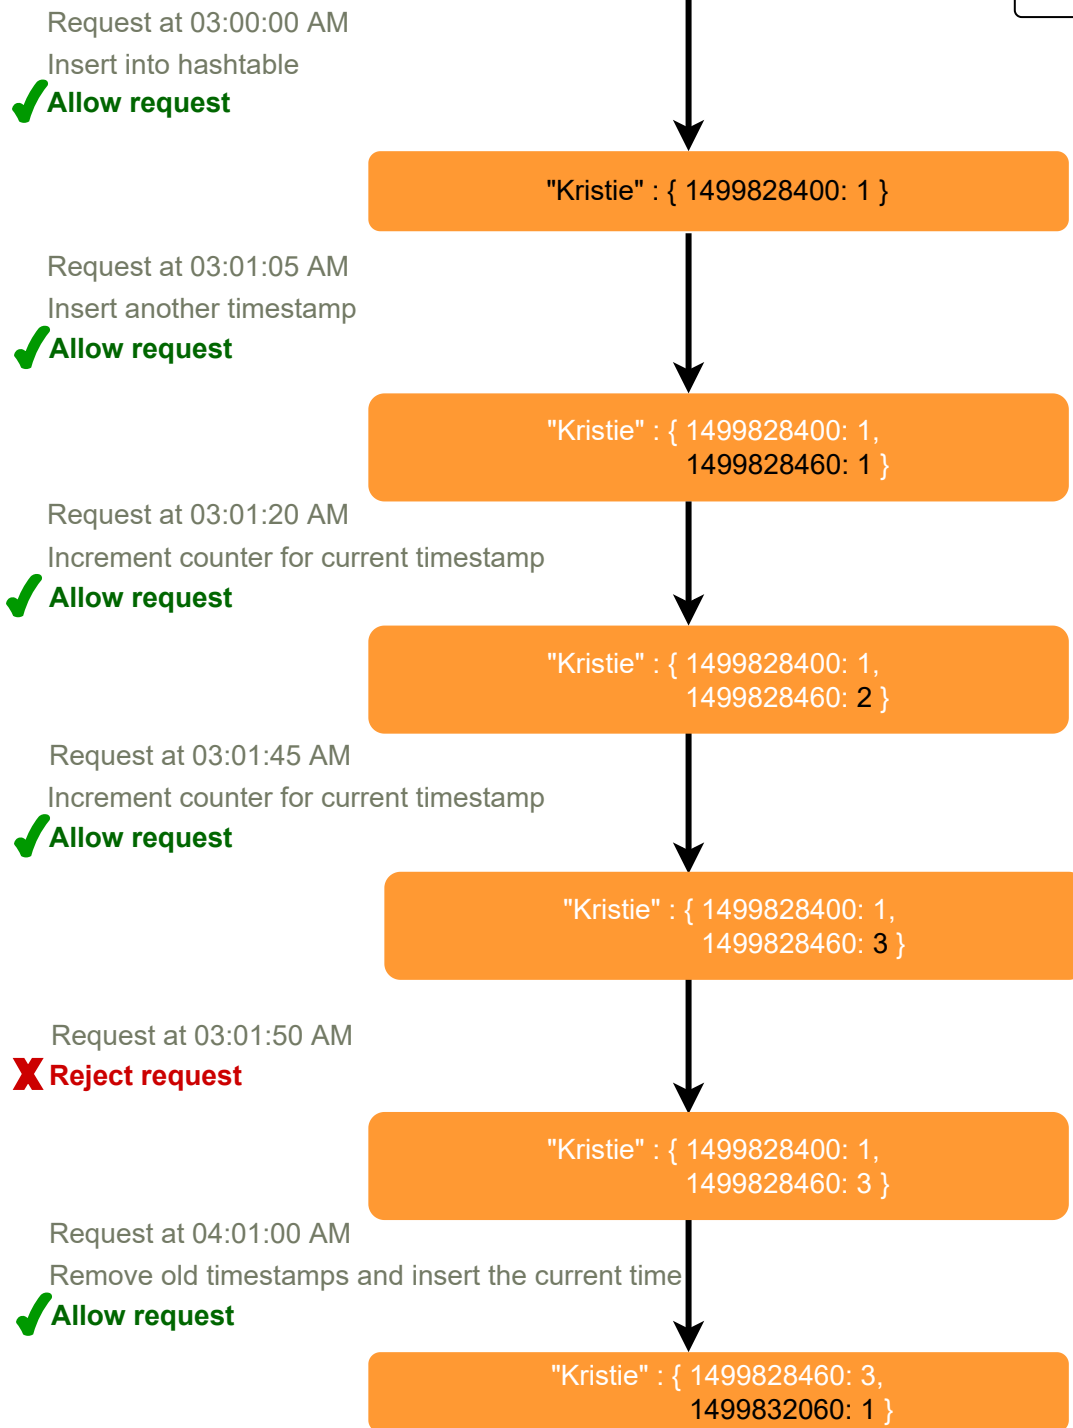 Request at 03:00:00 AM
Insert into hashtable
Allow request
"Kristie" : { 1499828400: 1 }
Request at 03:01:05 AM
Insert another timestamp
Allow request
"Kristie" : { 1499828400: 1,
1499828460: 1 }
Request at 03:01:20 AM
Increment counter for current timestamp
Allow request
"Kristie" : { 1499828400: 1,
1499828460: 2 }
Request at 03:01:45 AM
Increment counter for current timestamp
Allow request
"Kristie" : { 1499828400: 1,
1499828460: 3 }
Request at 03:01:50 AM
Reject request
"Kristie" : { 1499828400: 1,
1499828460: 3 }
Request at 04:01:00 AM
Remove old timestamps and insert the current time
Allow request
"Kristie" : { 1499828460: 3,
1499832060: 1 }